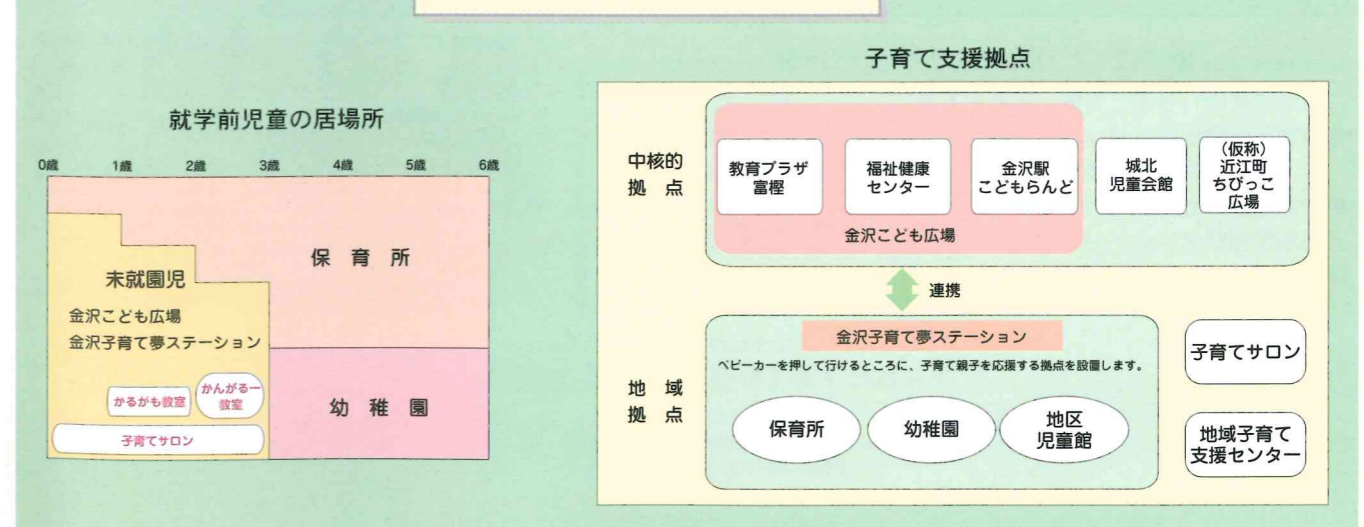 就学前児童の居場所
0歳 1歳 2歳 3歳 4歳 5歳 6歳
保育所
未就園児
金沢こども広場
金沢子育て夢ステーション
かるがも教室
かんがるー
教室
子育てサロン
幼稚園
子育て支援拠点
中核的
拠点
教育プラザ
富樫
福祉健康
センター
金沢駅
こどもらんど
城北
児童会館
(仮称)
近江町
ちびっこ
広場
金沢こども広場
連携
地域
拠点
金沢子育て夢ステーション
ベビーカーを押して行けるところに、子育て親子を応援する拠点を設置します。
保育所
幼稚園
地区
児童館
子育てサロン
地域子育て
支援センター